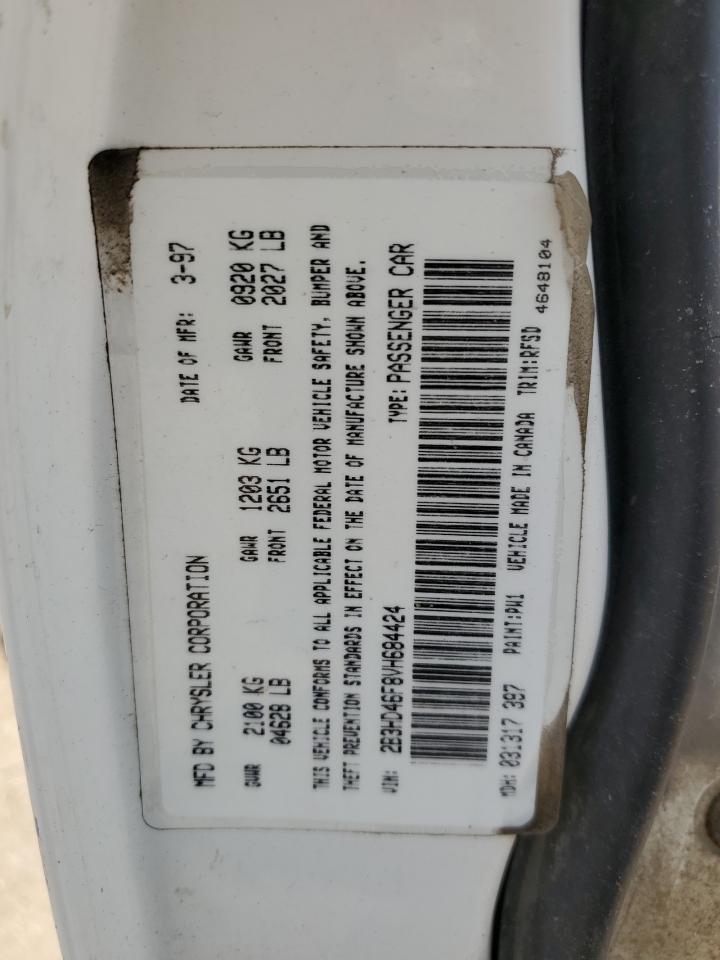 MFD BY CHRYSLER CORPORATION DATE OF MFR: 3-97
GVWR 2100 KG GAWR 1203 KG GAWR 0920 KG
04628 LB FRONT 2651 LB FRONT 2027 LB
THIS VEHICLE CONFORMS TO ALL APPLICABLE FEDERAL MOTOR VEHICLE SAFETY, BUMPER AND
THEFT PREVENTION STANDARDS IN EFFECT ON THE DATE OF MANUFACTURE SHOWN ABOVE.
VIN: 2B3HD46F8VH684424 TYPE: PASSENGER CAR
MDH: 031317 397 PAINT:PW1 VEHICLE MADE IN CANADA TRIM:RFSD
4648104